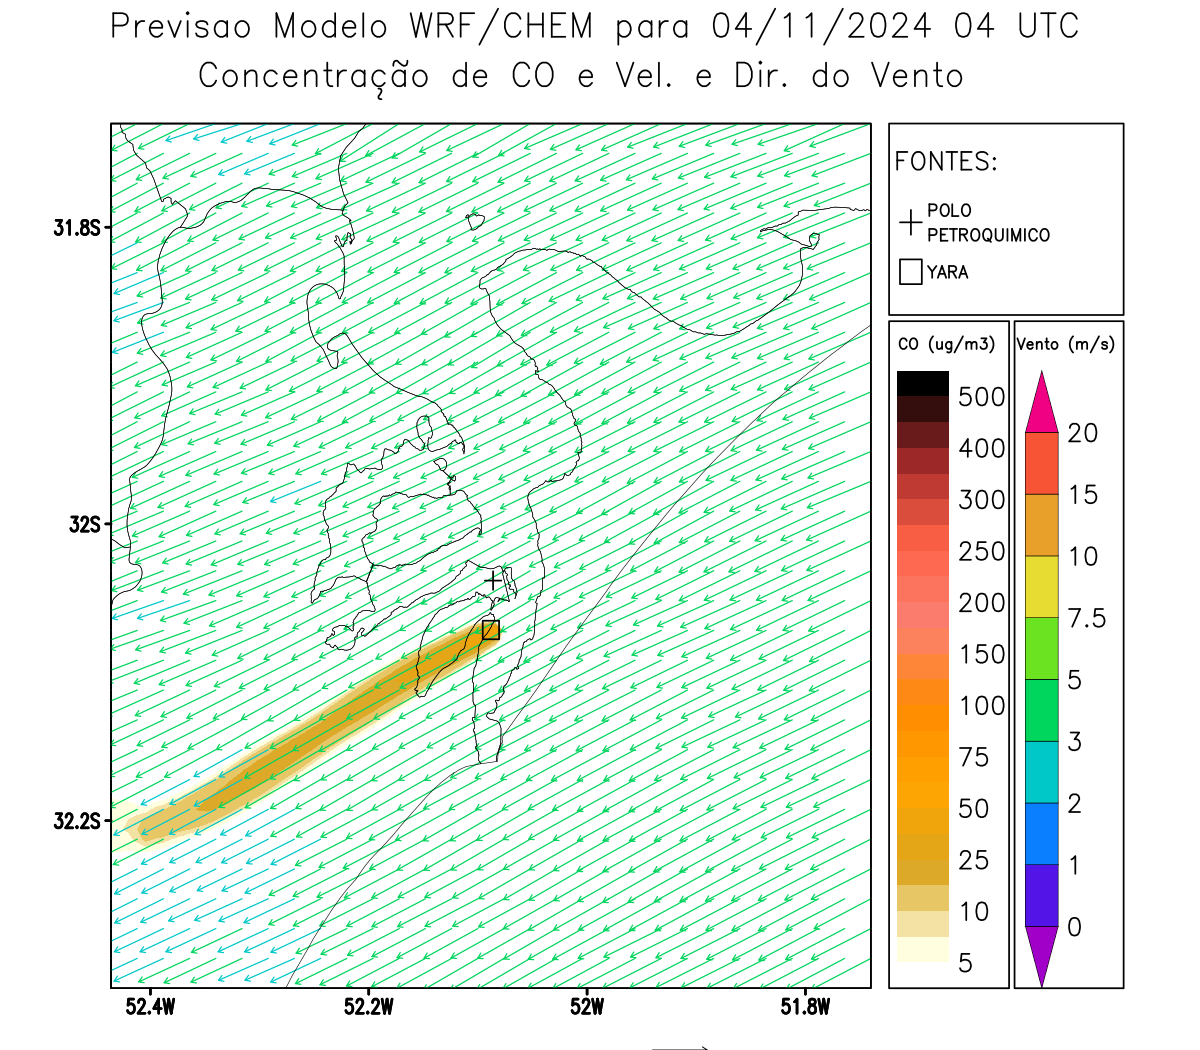 Previsao Modelo WRF/CHEM para 04/11/2024 04 UTC
Concentração de CO e Vel. e Dir. do Vento
FONTES:
POLO
PETROQUIMICO
YARA
CO (ug/m3)
500
400
300
250
200
150
100
75
50
25
10
5
Vento (m/s)
20
15
10
7.5
5
3
2
1
0
31.8S
32S
32.2S
52.4W
52.2W
52W
51.8W